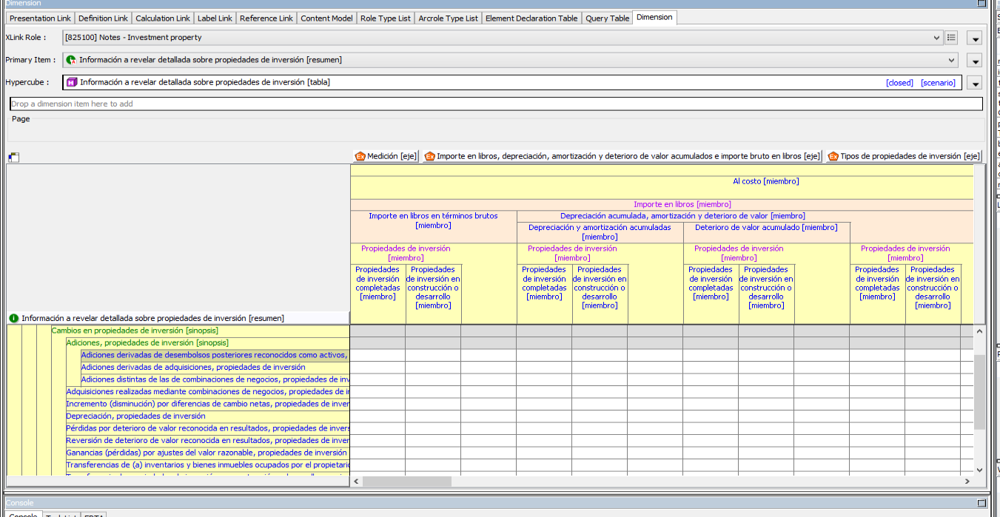 Dimension
Presentation Link Definition Link Calculation Link Label Link Reference Link Content Model Role Type List Arcrole Type List Element Declaration Table Query Table Dimension
XLink Role : [825100] Notes - Investment property
Primary Item : Información a revelar detallada sobre propiedades de inversión [resumen]
Hypercube : Información a revelar detallada sobre propiedades de inversión [tabla] [closed] [scenario]
Drop a dimension item here to add
Page
Medición [eje] Importe en libros, depreciación, amortización y deterioro de valor acumulados e importe bruto en libros [eje] Tipos de propiedades de inversión [eje]
Al costo [miembro]
Importe en libros [miembro]
Importe en libros en términos brutos [miembro] Depreciación acumulada, amortización y deterioro de valor [miembro]
Depreciación y amortización acumuladas [miembro] Deterioro de valor acumulado [miembro]
Propiedades de inversión [miembro] Propiedades de inversión [miembro] Propiedades de inversión [miembro] Propiedades de inversión [miembro]
Propiedades Propiedades Propiedades Propiedades Propiedades Propiedades Propiedades Propiedades
de inversión de inversión en de inversión de inversión en de inversión de inversión en de inversión de inversión en
completadas construcción o completadas construcción o completadas construcción o completadas construcción o
[miembro] desarrollo [miembro] desarrollo [miembro] desarrollo [miembro] desarrollo
[miembro] [miembro] [miembro] [miembro]
Información a revelar detallada sobre propiedades de inversión [resumen]
Cambios en propiedades de inversión [sinopsis]
Adiciones, propiedades de inversión [sinopsis]
Adiciones derivadas de desembolsos posteriores reconocidos como activos,
Adiciones derivadas de adquisiciones, propiedades de inversión
Adiciones distintas de las de combinaciones de negocios, propiedades de inv
Adquisiciones realizadas mediante combinaciones de negocios, propiedades de i
Incremento (disminución) por diferencias de cambio netas, propiedades de inver
Depreciación, propiedades de inversión
Pérdidas por deterioro de valor reconocida en resultados, propiedades de invers
Reversión de deterioro de valor reconocida en resultados, propiedades de inver
Ganancias (pérdidas) por ajustes del valor razonable, propiedades de inversión
Transferencias de (a) inventarios y bienes inmuebles ocupados por el propietari
Console
Console